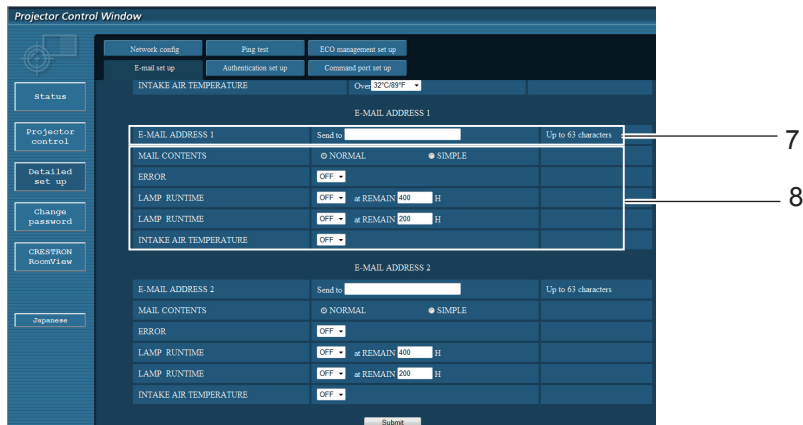 Projector Control Window
Network config Ping test ECO management set up
E-mail set up Authentication set up Command port set up
Status
Projector control
Detailed set up
Change password
CRESTRON RoomView
Japanese
INTAKE AIR TEMPERATURE Over 32°C/89°F
E-MAIL ADDRESS 1
E-MAIL ADDRESS 1 Send to Up to 63 characters 7
MAIL CONTENTS NORMAL SIMPLE
ERROR OFF
LAMP RUNTIME OFF at REMAIN 400 H 8
LAMP RUNTIME OFF at REMAIN 200 H
INTAKE AIR TEMPERATURE OFF
E-MAIL ADDRESS 2
E-MAIL ADDRESS 2 Send to Up to 63 characters
MAIL CONTENTS NORMAL SIMPLE
ERROR OFF
LAMP RUNTIME OFF at REMAIN 400 H
LAMP RUNTIME OFF at REMAIN 200 H
INTAKE AIR TEMPERATURE OFF
Submit